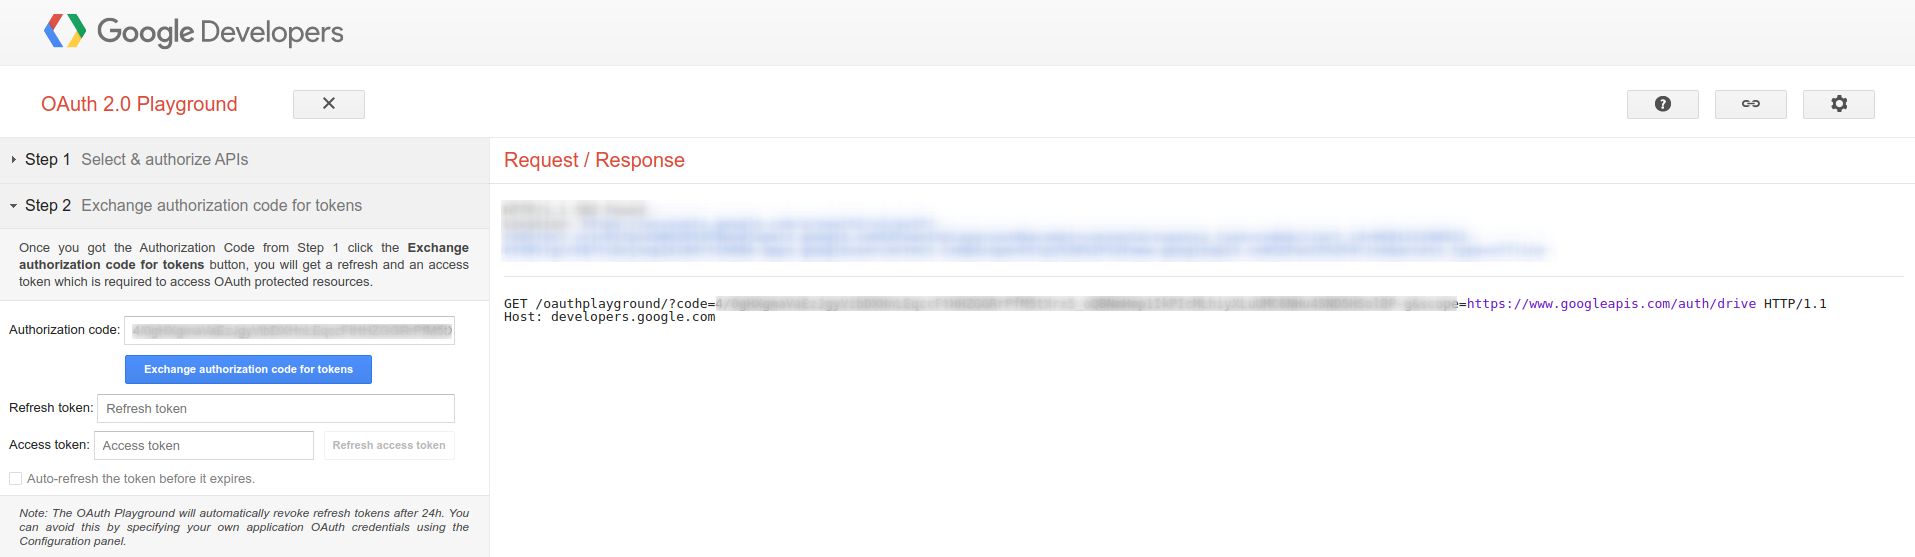 Google Developers
OAuth 2.0 Playground
Step 1 Select & authorize APIs
Step 2 Exchange authorization code for tokens
Once you got the Authorization Code from Step 1 click the Exchange
authorization code for tokens button, you will get a refresh and an access
token which is required to access OAuth protected resources.
Authorization code:
Exchange authorization code for tokens
Refresh token: Refresh token
Access token: Access token Refresh access token
Auto-refresh the token before it expires.
Note: The OAuth Playground will automatically revoke refresh tokens after 24h. You
can avoid this by specifying your own application OAuth credentials using the
Configuration panel.
Request / Response
GET /oauthplayground/?code= =https://www.googleapis.com/auth/drive HTTP/1.1
Host: developers.google.com